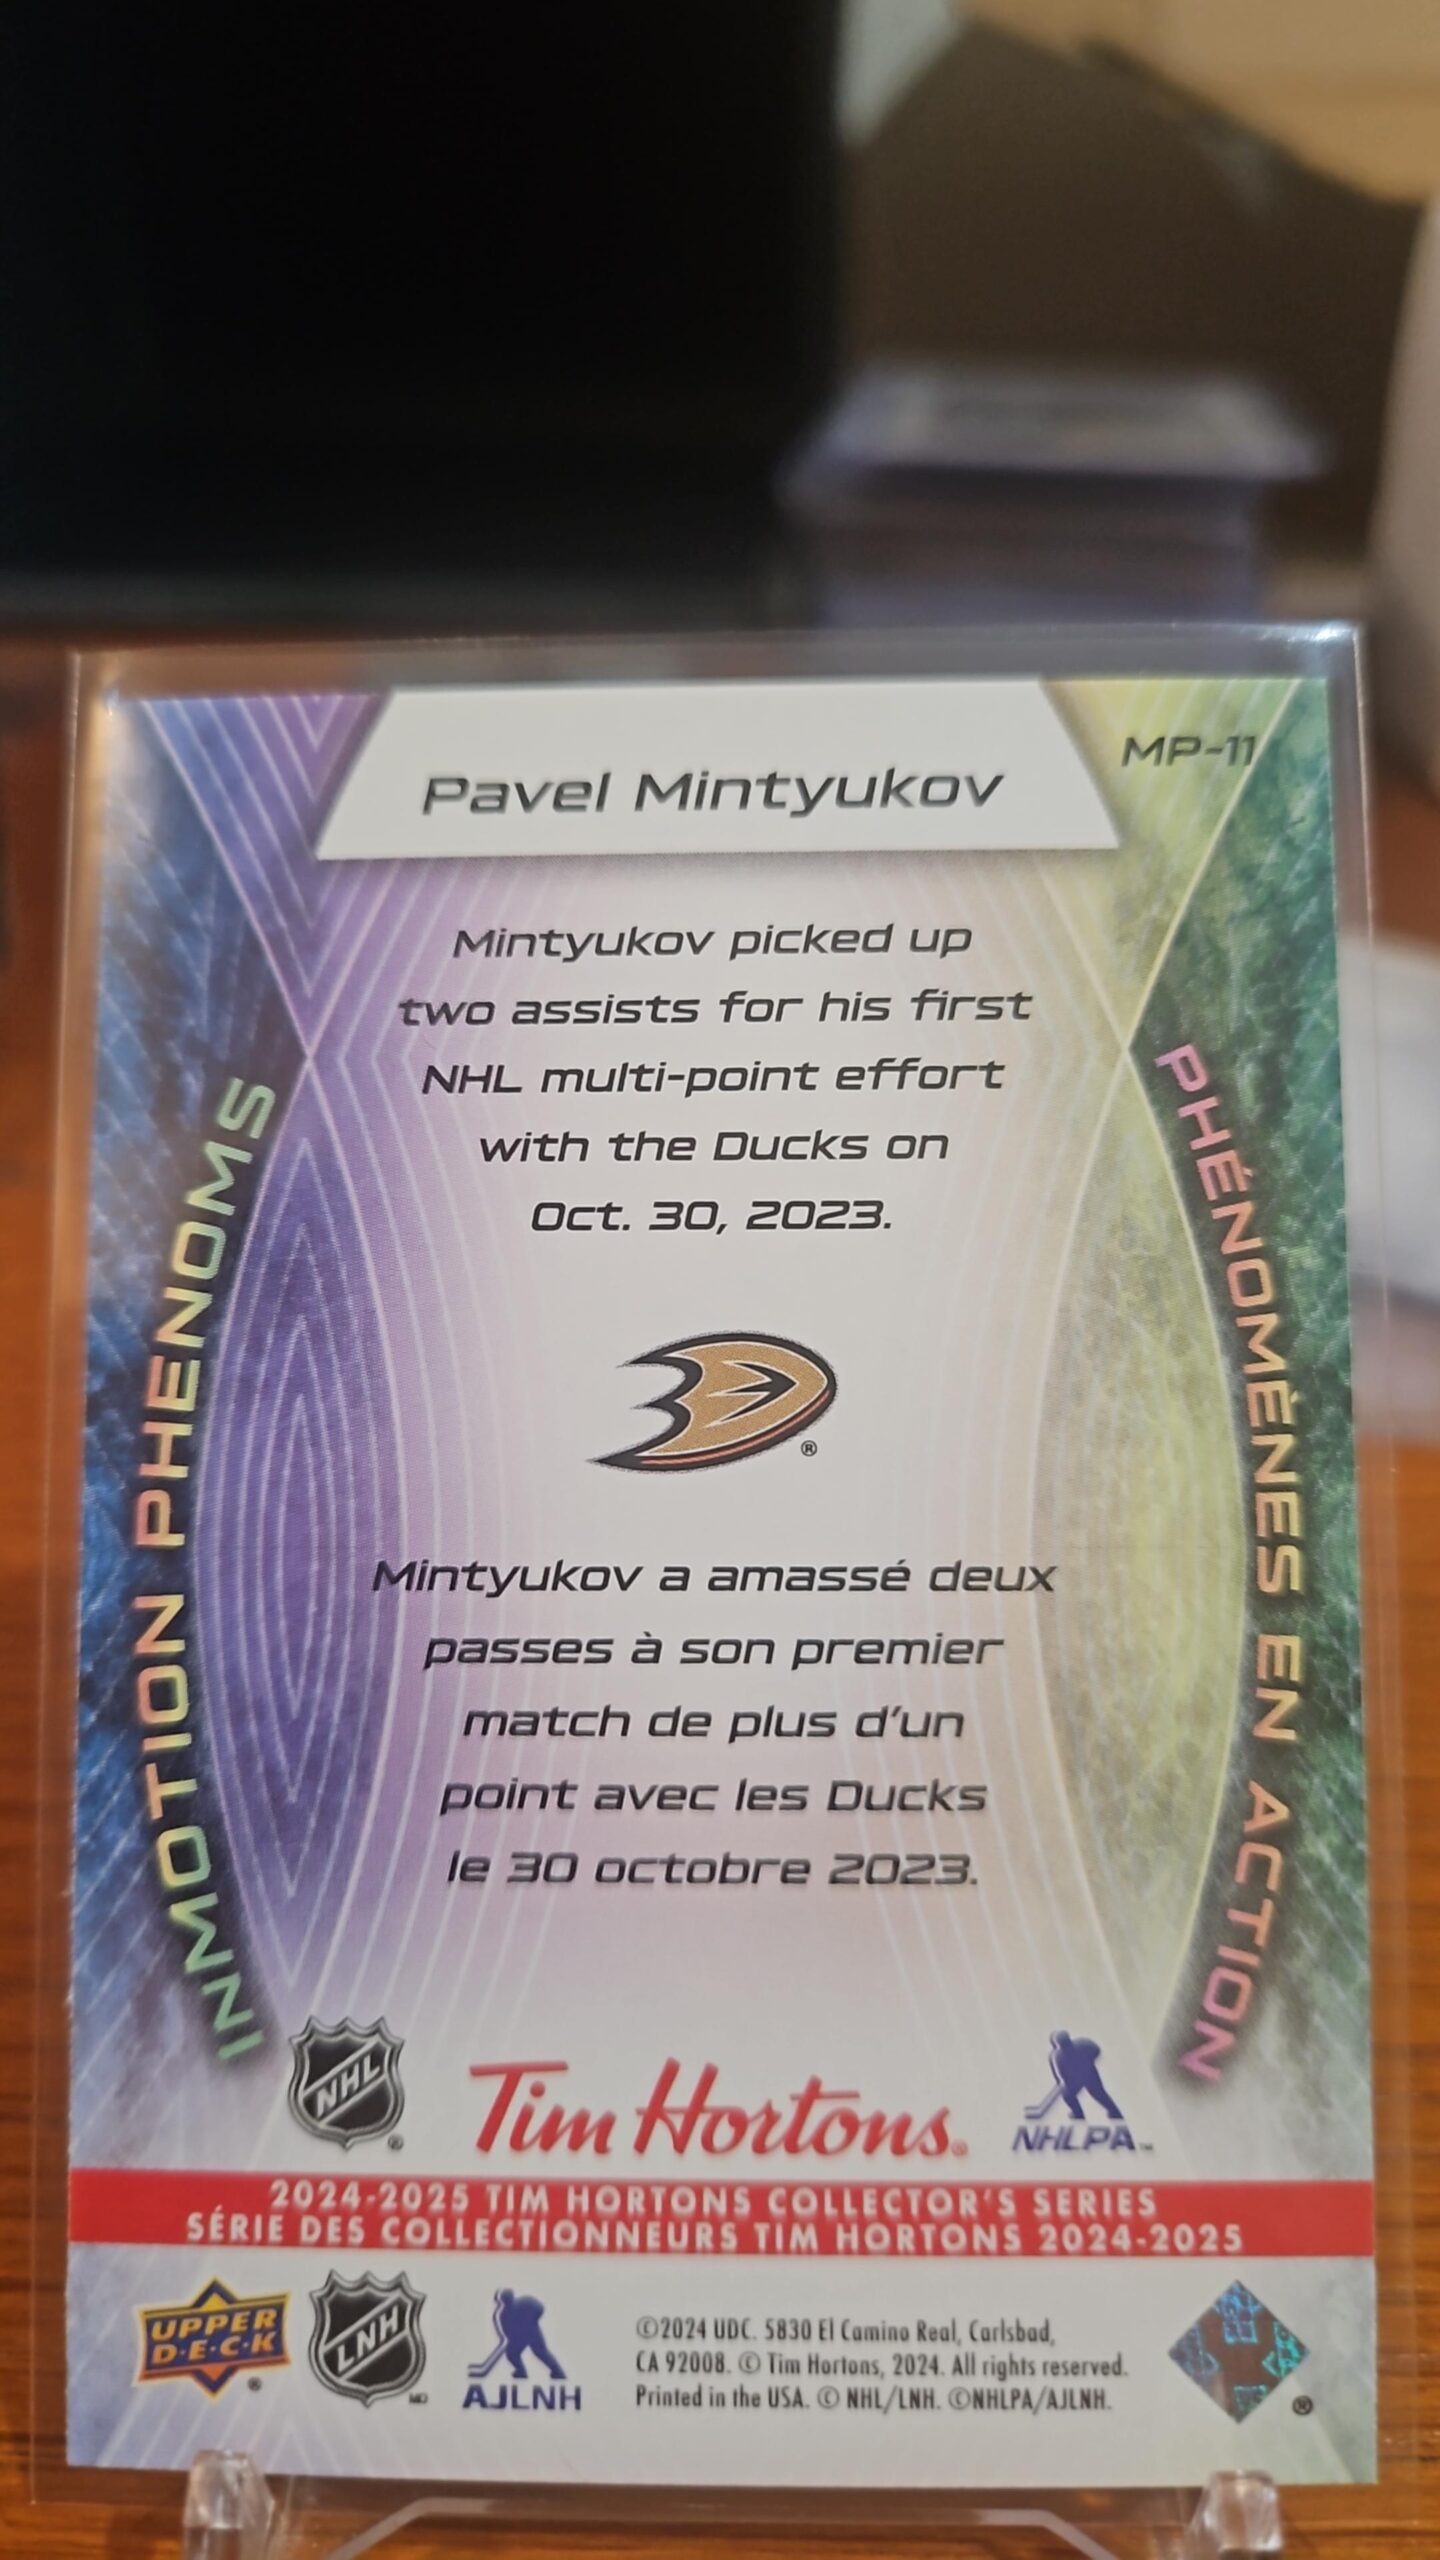 MP-11
Pavel Mintyukov
Mintyukov picked up
two assists for his first
NHL multi-point effort
with the Ducks on
Oct. 30, 2023.
®
INMOTION PHENOMS
PHÉNOMÈNES EN ACTION
Mintyukov a amassé deux
passes à son premier
match de plus d'un
point avec les Ducks
le 30 octobre 2023.
NHL ®
Tim Hortons®
NHLPA™
2024-2025 TIM HORTONS COLLECTOR'S SERIES
SÉRIE DES COLLECTIONNEURS TIM HORTONS 2024-2025
UPPER
D·E·C·K ®
LNH MD
AJLNH
©2024 UDC. 5830 El Camino Real, Carlsbad,
CA 92008. © Tim Hortons, 2024. All rights reserved.
Printed in the USA. © NHL/LNH. ©NHLPA/AJLNH.
®